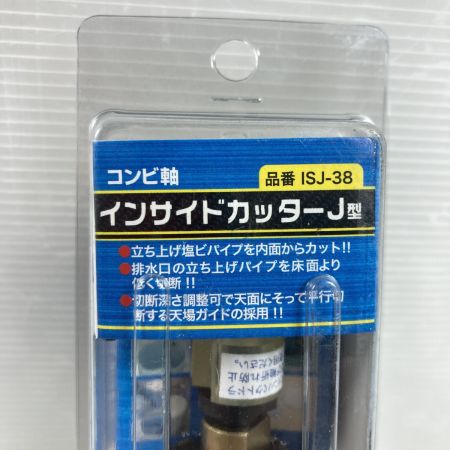 コンビ軸
品番 ISJ-38
インサイドカッターJ型
●立ち上げ塩ビパイプを内面からカット!!
●排水口の立ち上げパイプを床面より
低く切断!!
●切断深さ調整可で天面にそって平行切
断する天場ガイドの採用!!